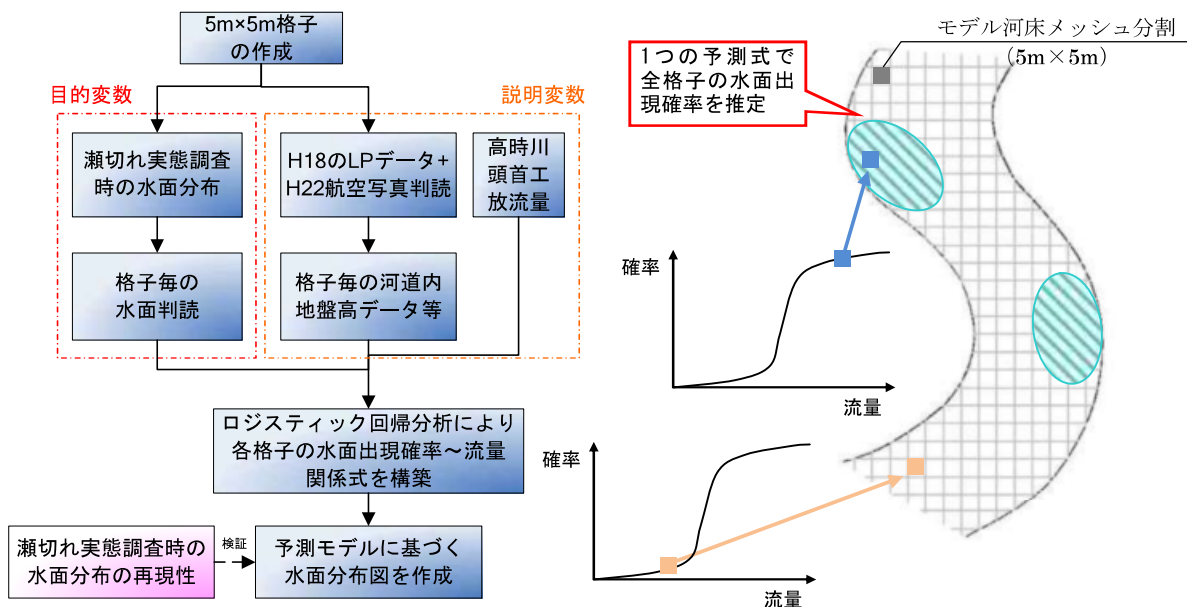 5m×5m格子
の作成
目的変数
説明変数
瀬切れ実態調査
時の水面分布
H18のLPデータ+
H22航空写真判読
高時川
頭首工
放流量
格子毎の
水面判読
格子毎の河道内
地盤高データ等
ロジスティック回帰分析により
各格子の水面出現確率～流量
関係式を構築
瀬切れ実態調査時の
水面分布の再現性
検証
予測モデルに基づく
水面分布図を作成
モデル河床メッシュ分割
(5m×5m)
1つの予測式で
全格子の水面出
現確率を推定
確率
流量
確率
流量